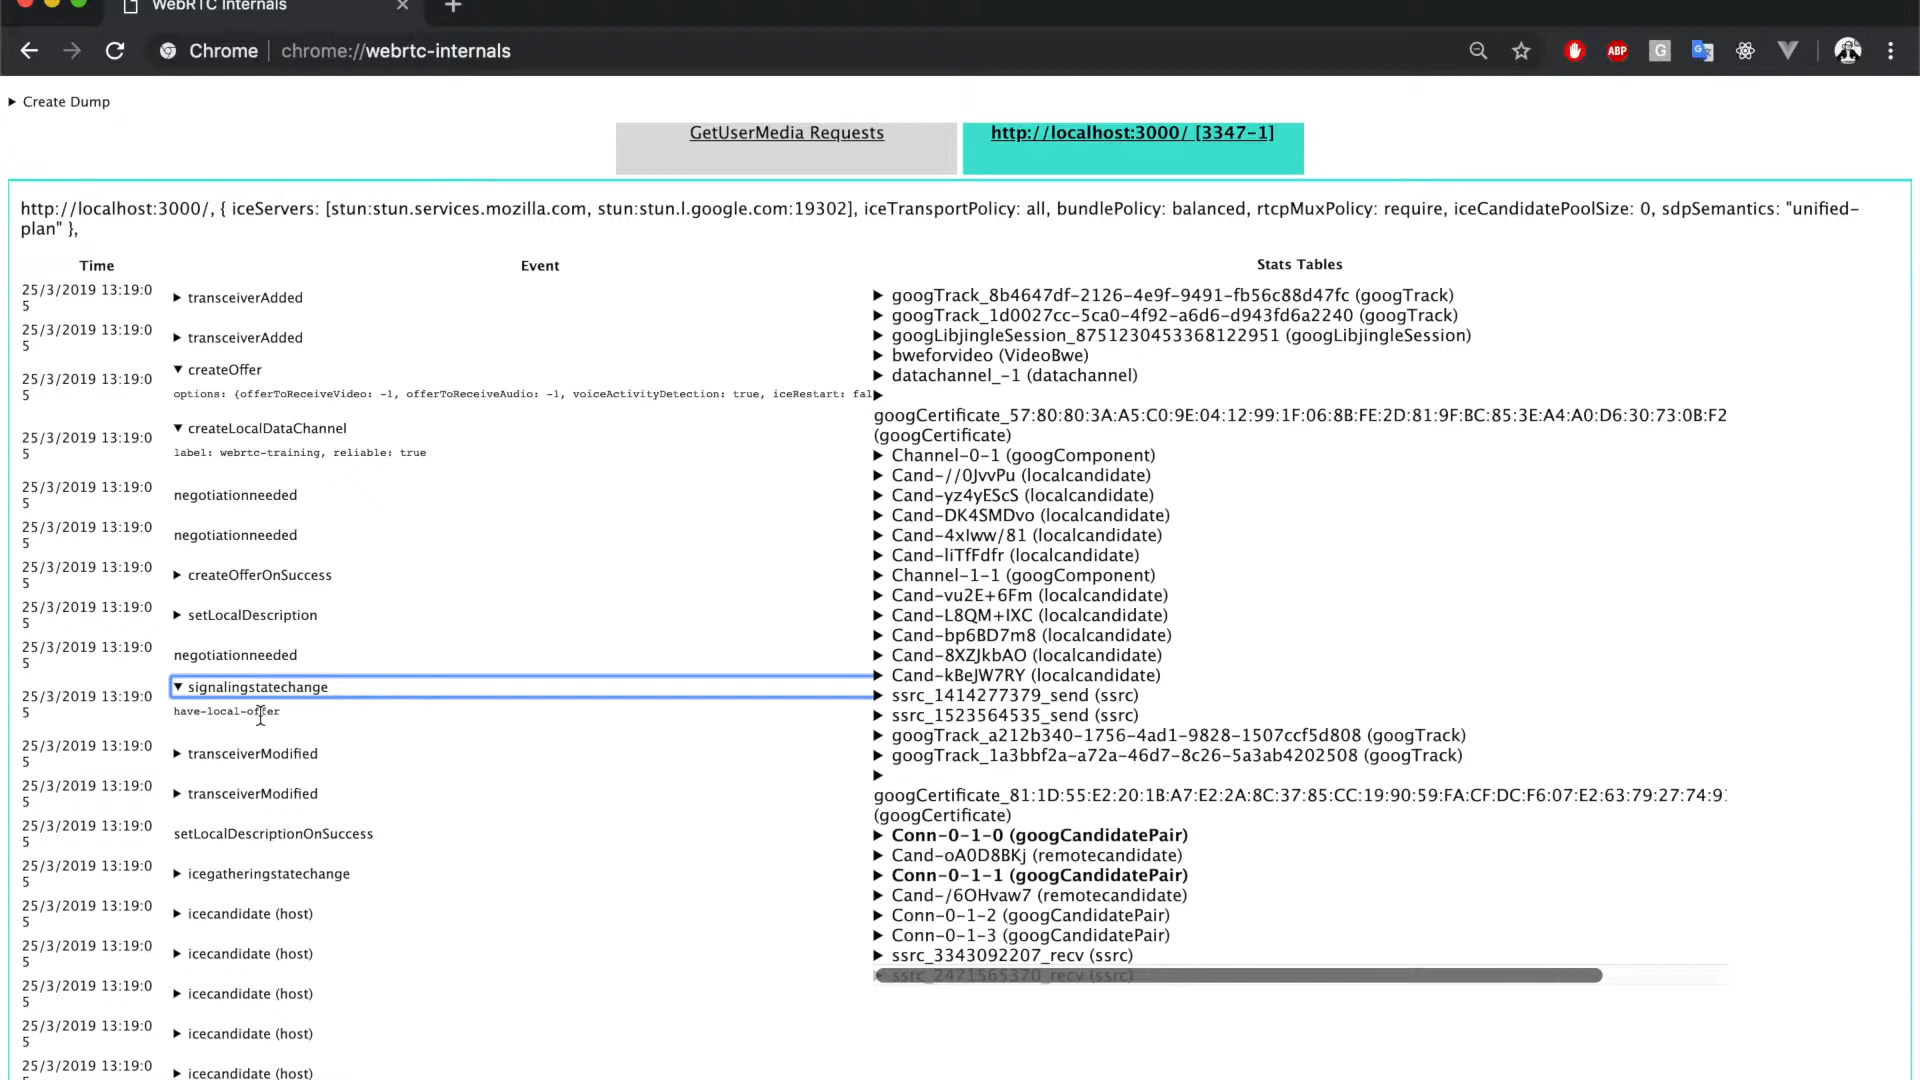 WebRTC Internals
Chrome | chrome://webrtc-internals
ABP
G
Create Dump
GetUserMedia Requests
http://localhost:3000/ [3347-1]
http://localhost:3000/, { iceServers: [stun:stun.services.mozilla.com, stun:stun.l.google.com:19302], iceTransportPolicy: all, bundlePolicy: balanced, rtcpMuxPolicy: require, iceCandidatePoolSize: 0, sdpSemantics: "unified-
plan" },
Time
Event
25/3/2019 13:19:0
5
transceiverAdded
25/3/2019 13:19:0
5
transceiverAdded
25/3/2019 13:19:0
5
createOffer
options: {offerToReceiveVideo: -1, offerToReceiveAudio: -1, voiceActivityDetection: true, iceRestart: fal
25/3/2019 13:19:0
5
createLocalDataChannel
label: webrtc-training, reliable: true
25/3/2019 13:19:0
5
negotiationneeded
25/3/2019 13:19:0
5
negotiationneeded
25/3/2019 13:19:0
5
createOfferOnSuccess
25/3/2019 13:19:0
5
setLocalDescription
25/3/2019 13:19:0
5
negotiationneeded
25/3/2019 13:19:0
5
signalingstatechange
have-local-offer
25/3/2019 13:19:0
5
transceiverModified
25/3/2019 13:19:0
5
transceiverModified
25/3/2019 13:19:0
5
setLocalDescriptionOnSuccess
25/3/2019 13:19:0
5
icegatheringstatechange
25/3/2019 13:19:0
5
icecandidate (host)
25/3/2019 13:19:0
5
icecandidate (host)
25/3/2019 13:19:0
5
icecandidate (host)
25/3/2019 13:19:0
5
icecandidate (host)
25/3/2019 13:19:0
icecandidate (host)
Stats Tables
googTrack_8b4647df-2126-4e9f-9491-fb56c88d47fc (googTrack)
googTrack_1d0027cc-5ca0-4f92-a6d6-d943fd6a2240 (googTrack)
googLibjingleSession_8751230453368122951 (googLibjingleSession)
bweforvideo (VideoBwe)
datachannel_-1 (datachannel)
googCertificate_57:80:80:3A:A5:C0:9E:04:12:99:1F:06:8B:FE:2D:81:9F:BC:85:3E:A4:A0:D6:30:73:0B:F2
(googCertificate)
Channel-0-1 (googComponent)
Cand-//0JvvPu (localcandidate)
Cand-yz4yEScS (localcandidate)
Cand-DK4SMDvo (localcandidate)
Cand-4xIww/81 (localcandidate)
Cand-liTfFdfr (localcandidate)
Channel-1-1 (googComponent)
Cand-vu2E+6Fm (localcandidate)
Cand-L8QM+IXC (localcandidate)
Cand-bp6BD7m8 (localcandidate)
Cand-8XZJkbAO (localcandidate)
Cand-kBeJW7RY (localcandidate)
ssrc_1414277379_send (ssrc)
ssrc_1523564535_send (ssrc)
googTrack_a212b340-1756-4ad1-9828-1507ccf5d808 (googTrack)
googTrack_1a3bbf2a-a72a-46d7-8c26-5a3ab4202508 (googTrack)
googCertificate_81:1D:55:E2:20:1B:A7:E2:2A:8C:37:85:CC:19:90:59:FA:CF:DC:F6:07:E2:63:79:27:74:91
(googCertificate)
Conn-0-1-0 (googCandidatePair)
Cand-oA0D8BKj (remotecandidate)
Conn-0-1-1 (googCandidatePair)
Cand-/6OHvaw7 (remotecandidate)
Conn-0-1-2 (googCandidatePair)
Conn-0-1-3 (googCandidatePair)
ssrc_3343092207_recv (ssrc)
ssrc_2471565370_recv (ssrc)